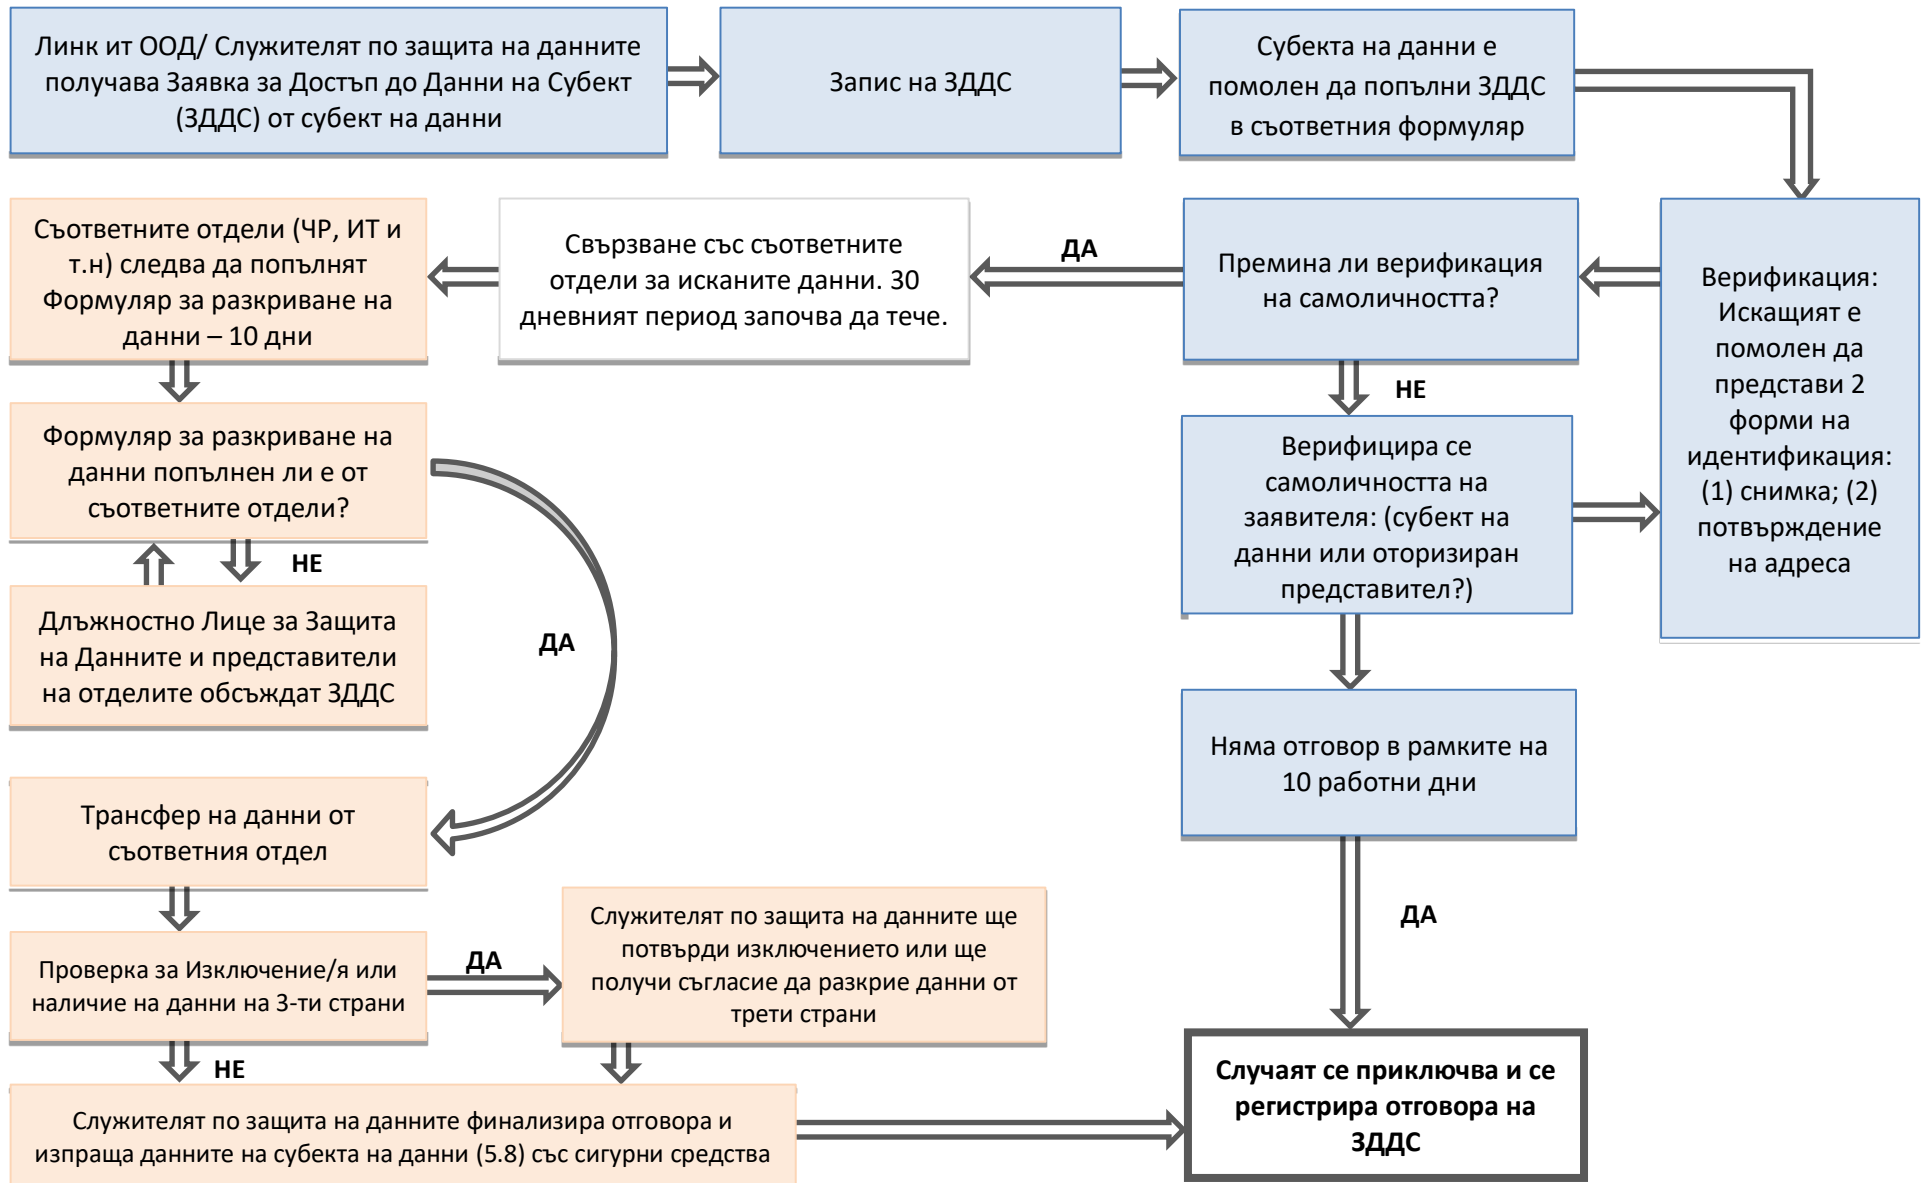 Линк ит ООД/ Служителят по защита на данните
получава Заявка за Достъп до Данни на Субект
(ЗДДС) от субект на данни
Запис на ЗДДС
Субекта на данни е
помолен да попълни ЗДДС
в съответния формуляр
Съответните отдели (ЧР, ИТ и
т.н) следва да попълнят
Формуляр за разкриване на
данни – 10 дни
Свързване със съответните
отдели за исканите данни. 30
дневният период започва да тече.
ДА
Премина ли верификация
на самоличността?
Верификация:
Искащият е
помолен да
представи 2
форми на
идентификация:
(1) снимка; (2)
потвърждение
на адреса
НЕ
Формуляр за разкриване на
данни попълнен ли е от
съответните отдели?
Верифицира се
самоличността на
заявителя: (субект на
данни или оторизиран
представител?)
НЕ
Длъжностно Лице за Защита
на Данните и представители
на отделите обсъждат ЗДДС
ДА
Няма отговор в рамките на
10 работни дни
Трансфер на данни от
съответния отдел
ДА
Проверка за Изключение/я или
наличие на данни на 3-ти страни
ДА
Служителят по защита на данните ще
потвърди изключението или ще
получи съгласие да разкрие данни от
трети страни
НЕ
Служителят по защита на данните финализира отговора и
изпраща данните на субекта на данни (5.8) със сигурни средства
Случаят се приключва и се
регистрира отговора на
ЗДДС